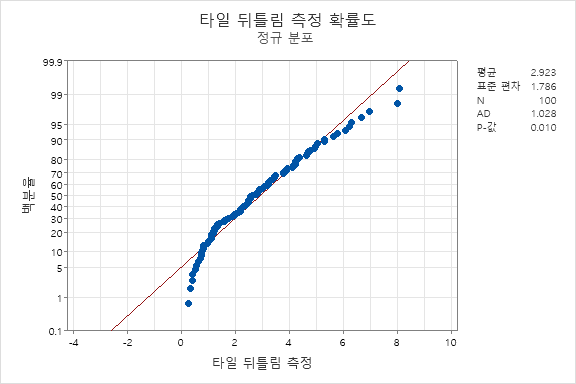 타일 뒤틀림 측정 확률도
정규 분포
평균 2.923
표준 편차 1.786
N 100
AD 1.028
P-값 0.010
백분율
99.9
99
95
90
80
70
60
50
40
30
20
10
5
1
0.1
-4 -2 0 2 4 6 8 10
타일 뒤틀림 측정